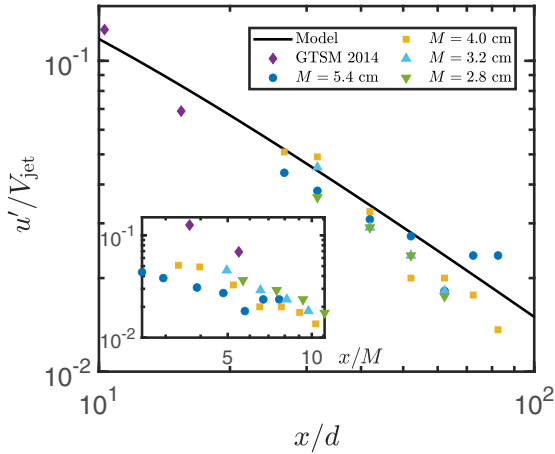 Model
GTSM 2014
M = 5.4 cm
M = 4.0 cm
M = 3.2 cm
M = 2.8 cm
u′/V_jet
10^-1
10^-2
10^-1
10^-2
5
10
x/M
10^1
10^2
x/d